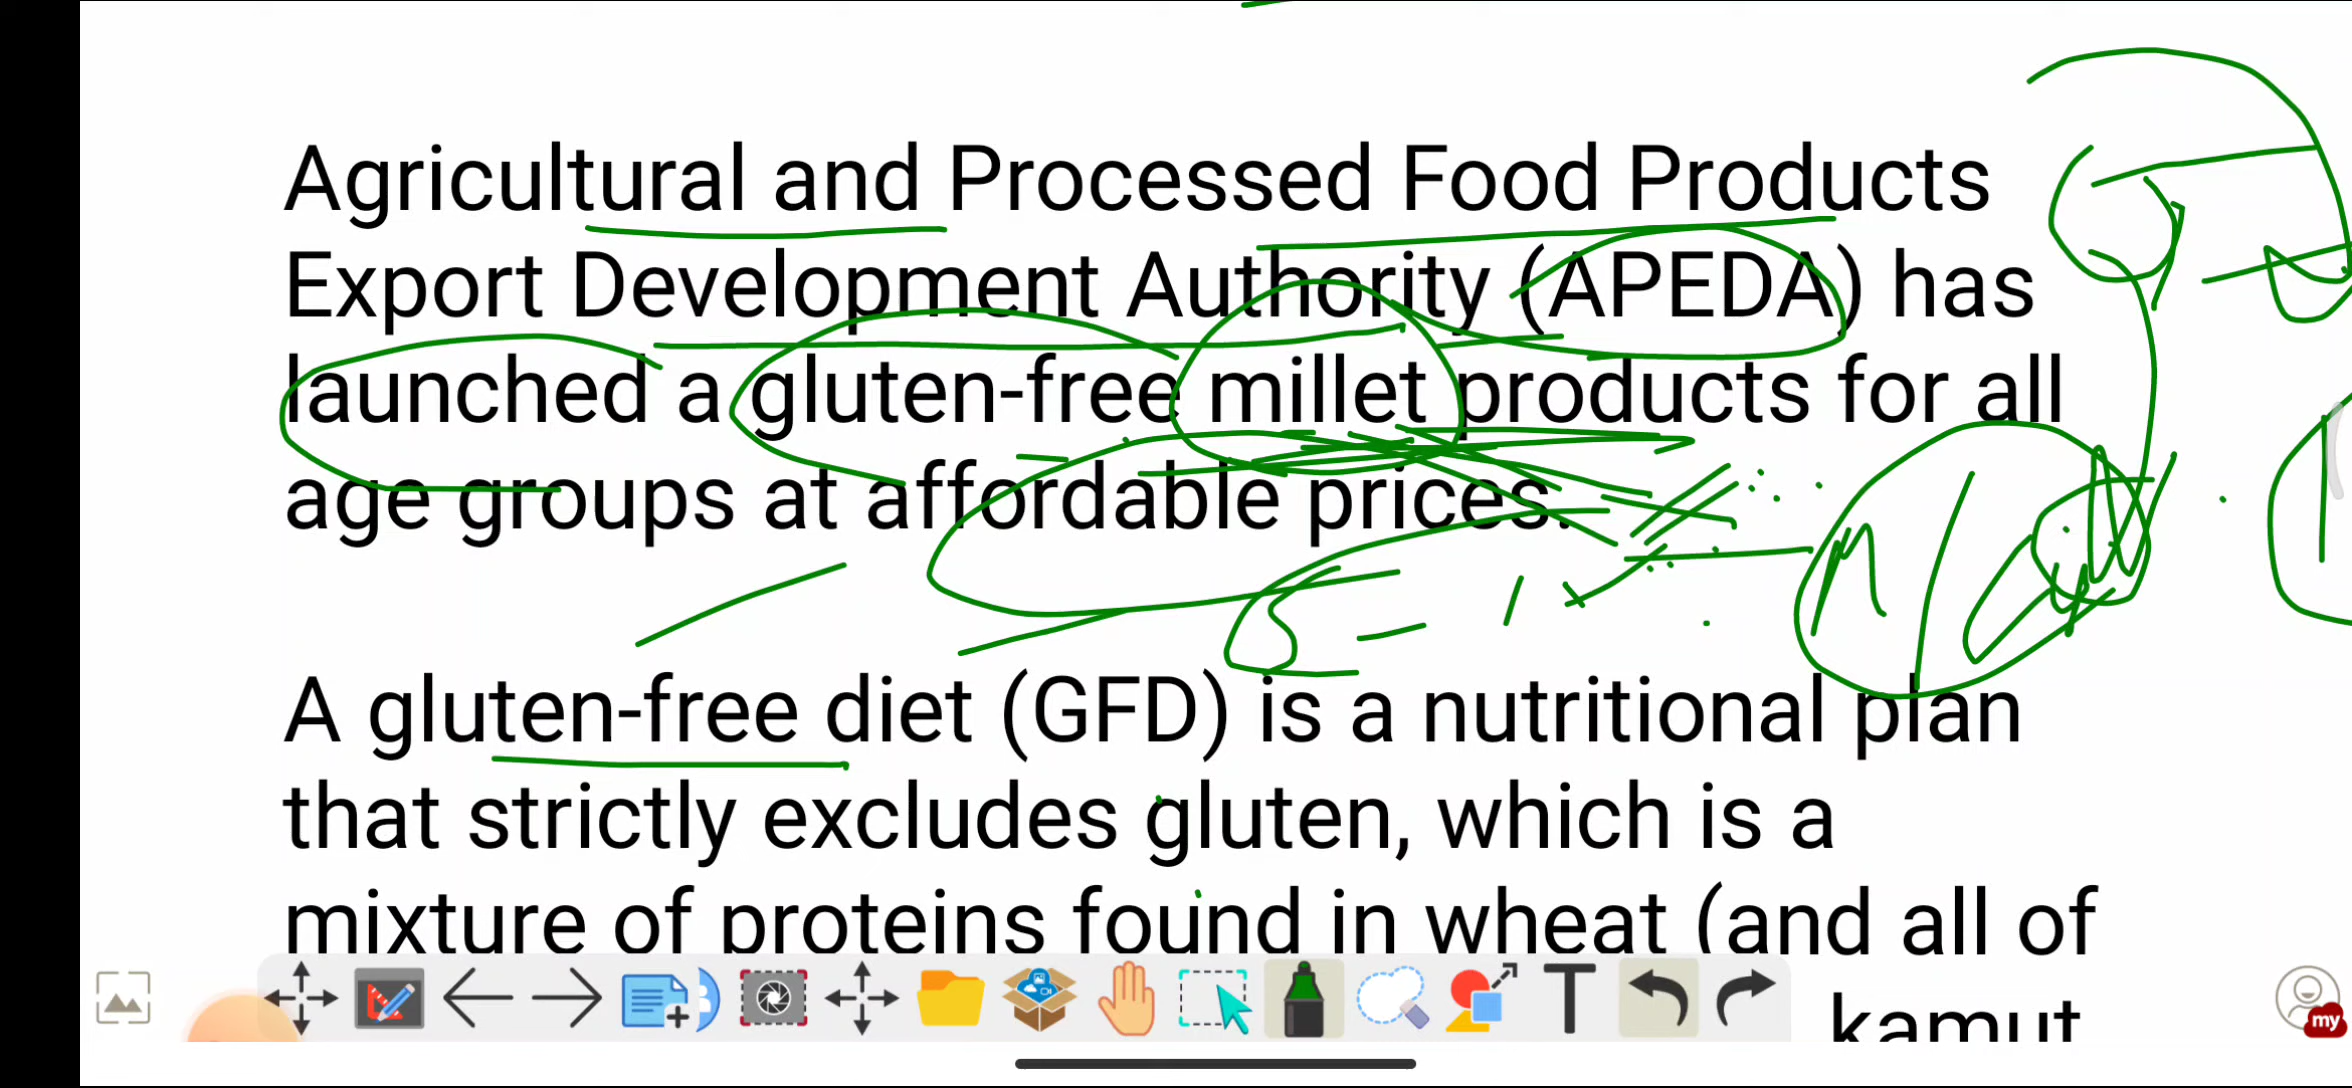 Agricultural and Processed Food Products
Export Development Authority (APEDA) has
launched a gluten-free millet products for all
age groups at affordable prices.
A gluten-free diet (GFD) is a nutritional plan
that strictly excludes gluten, which is a
mixture of proteins found in wheat (and all of
kamut
my